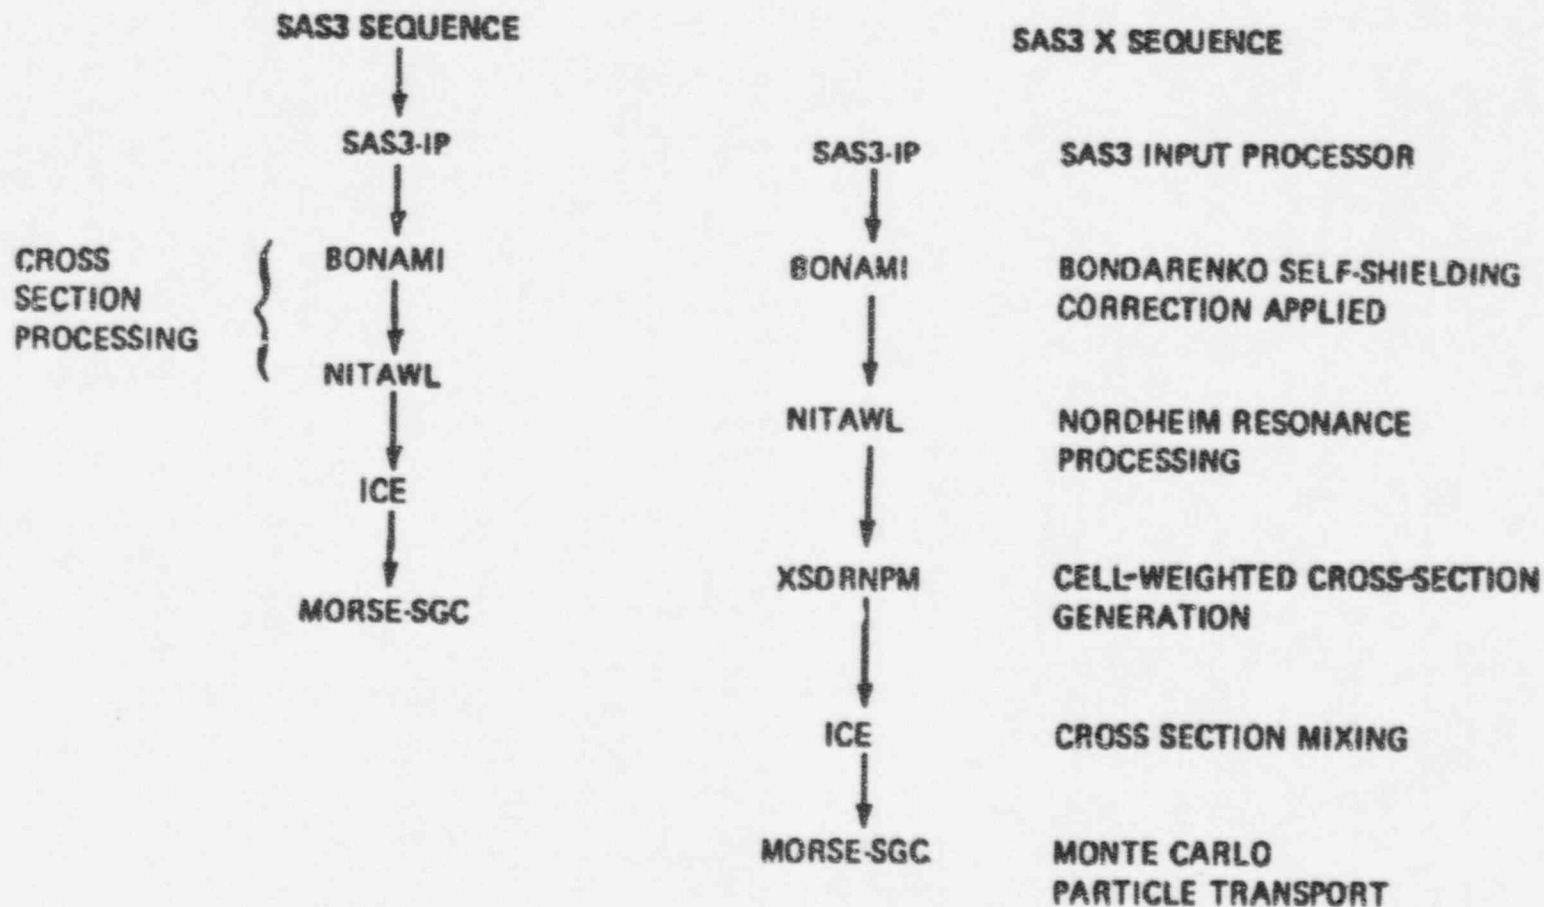 SAS3 SEQUENCE
SAS3-IP
CROSS
SECTION
PROCESSING
BONAMI
NITAWL
ICE
MORSE-SGC
SAS3 X SEQUENCE
SAS3-IP
SAS3 INPUT PROCESSOR
BONAMI
BONDARENKO SELF-SHIELDING
CORRECTION APPLIED
NITAWL
NORDHEIM RESONANCE
PROCESSING
XSDRNPM
CELL-WEIGHTED CROSS-SECTION
GENERATION
ICE
CROSS SECTION MIXING
MORSE-SGC
MONTE CARLO
PARTICLE TRANSPORT